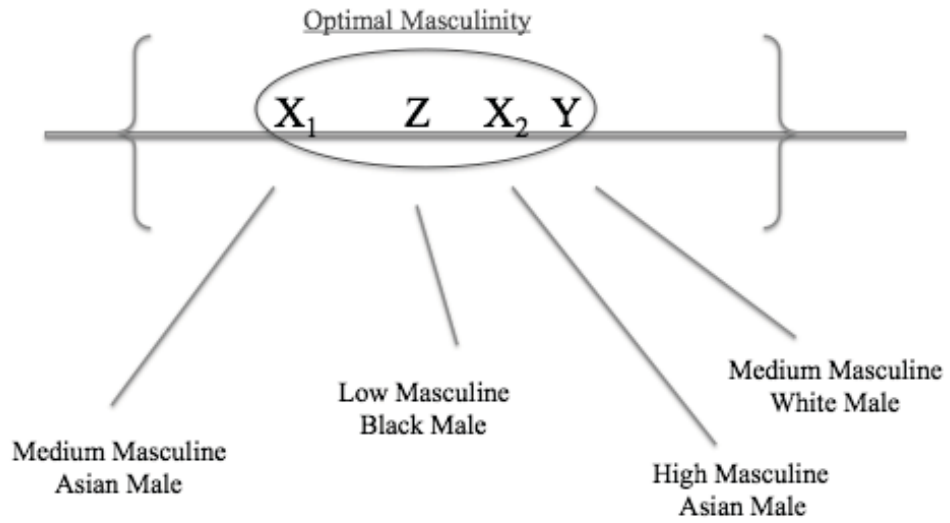 Optimal Masculinity
X₁ Z X₂ Y
Low Masculine
Black Male
Medium Masculine
White Male
Medium Masculine
Asian Male
High Masculine
Asian Male